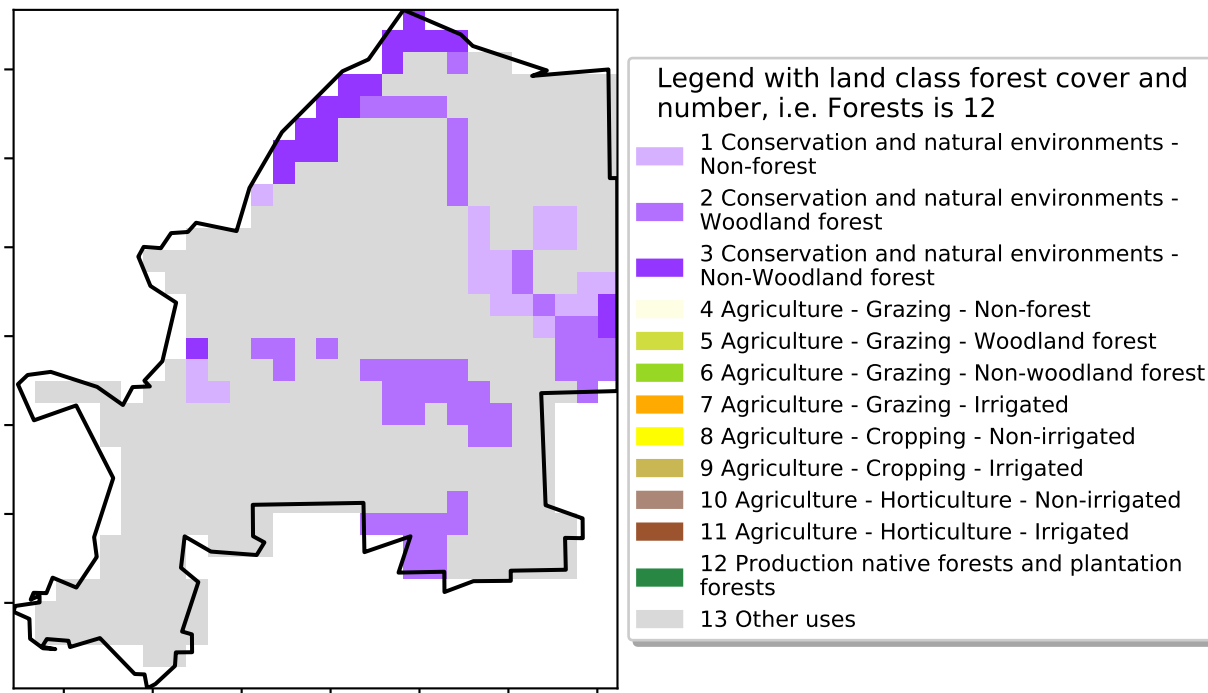 Legend with land class forest cover and
number, i.e. Forests is 12
1 Conservation and natural environments -
Non-forest
2 Conservation and natural environments -
Woodland forest
3 Conservation and natural environments -
Non-Woodland forest
4 Agriculture - Grazing - Non-forest
5 Agriculture - Grazing - Woodland forest
6 Agriculture - Grazing - Non-woodland forest
7 Agriculture - Grazing - Irrigated
8 Agriculture - Cropping - Non-irrigated
9 Agriculture - Cropping - Irrigated
10 Agriculture - Horticulture - Non-irrigated
11 Agriculture - Horticulture - Irrigated
12 Production native forests and plantation
forests
13 Other uses